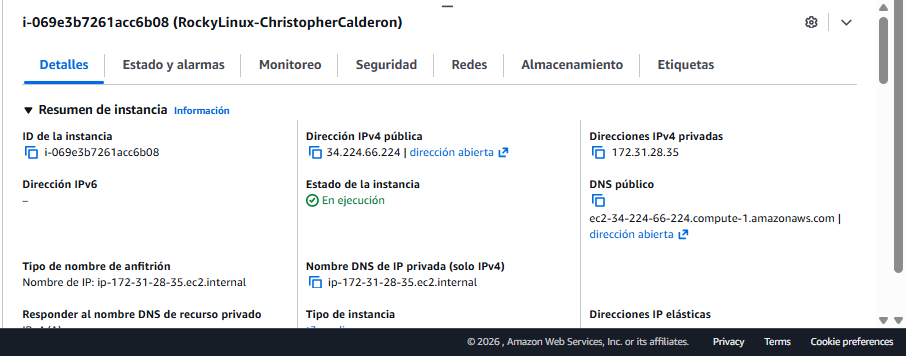 i-069e3b7261acc6b08 (RockyLinux-ChristopherCalderon)
Detalles
Estado y alarmas
Monitoreo
Seguridad
Redes
Almacenamiento
Etiquetas
Resumen de instancia Información
ID de la instancia
i-069e3b7261acc6b08
Dirección IPv4 pública
34.224.66.224 | dirección abierta
Direcciones IPv4 privadas
172.31.28.35
Dirección IPv6
–
Estado de la instancia
En ejecución
DNS público
ec2-34-224-66-224.compute-1.amazonaws.com |
dirección abierta
Tipo de nombre de anfitrión
Nombre de IP: ip-172-31-28-35.ec2.internal
Nombre DNS de IP privada (solo IPv4)
ip-172-31-28-35.ec2.internal
Responder al nombre DNS de recurso privado
Tipo de instancia
Direcciones IP elásticas
© 2026 , Amazon Web Services, Inc. or its affiliates.
Privacy
Terms
Cookie preferences